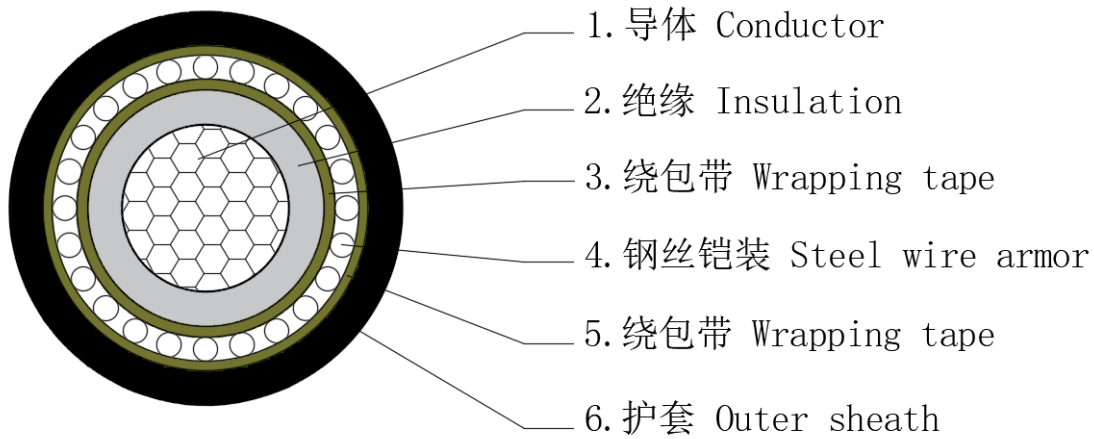 1.导体 Conductor
2.绝缘 Insulation
3.绕包带 Wrapping tape
4.钢丝铠装 Steel wire armor
5.绕包带 Wrapping tape
6.护套 Outer sheath